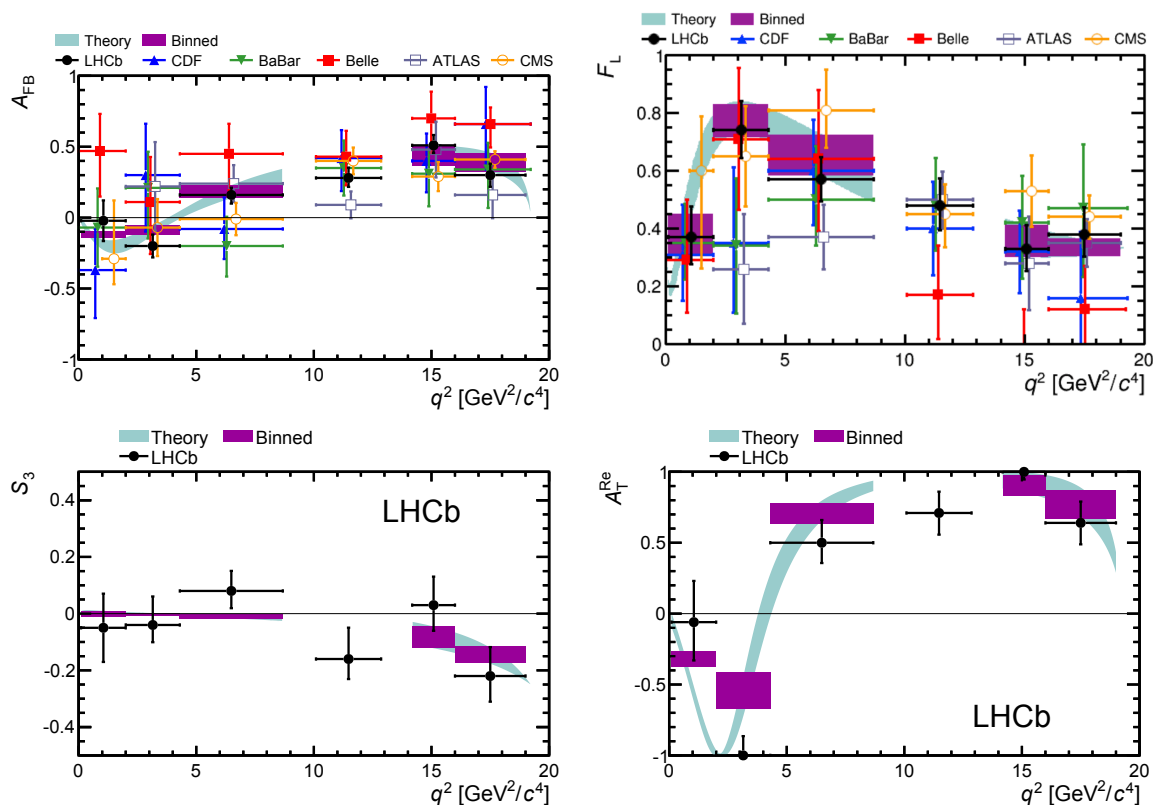 Theory Binned
LHCb CDF BaBar Belle ATLAS CMS
A_FB
1
0.5
0
-0.5
-1
0 5 10 15 20
q² [GeV²/c⁴]
Theory Binned
LHCb CDF BaBar Belle ATLAS CMS
F_L
1
0.8
0.6
0.4
0.2
0
0 5 10 15 20
q² [GeV²/c⁴]
Theory Binned
LHCb
S_3
LHCb
0.4
0.2
0
-0.2
-0.4
0 5 10 15 20
q² [GeV²/c⁴]
Theory Binned
LHCb
A_T^Re
1
0.5
0
-0.5
-1
LHCb
0 5 10 15 20
q² [GeV²/c⁴]